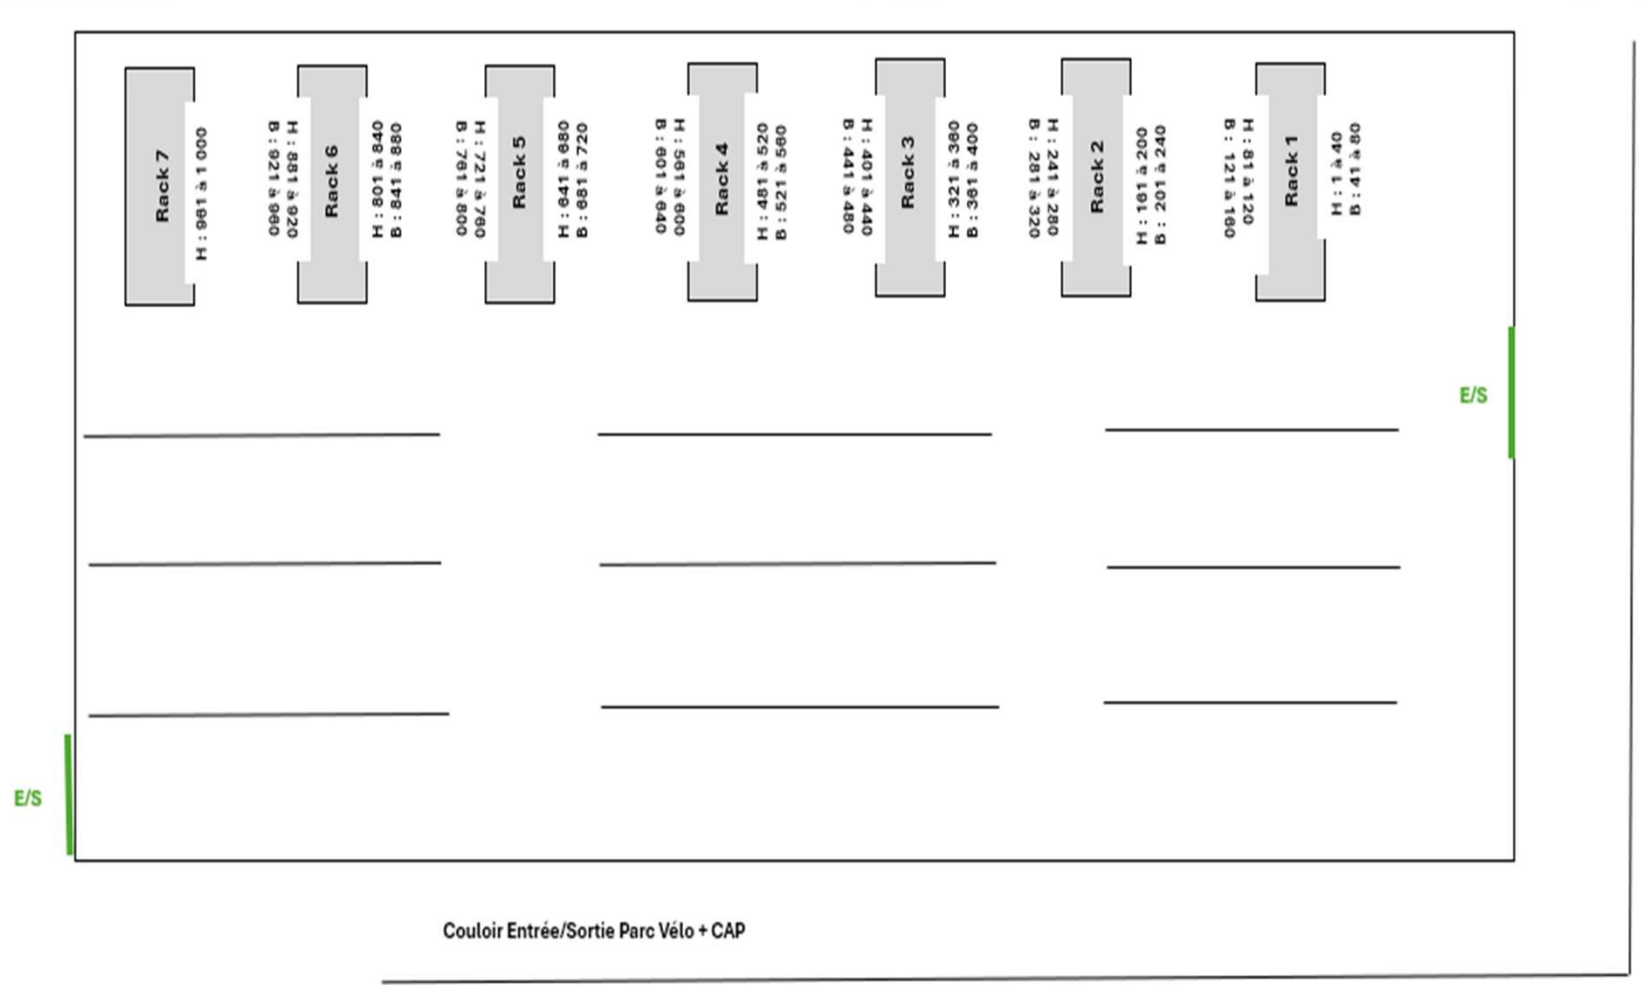 Rack 7
H : 961 à 1 000
H : 881 à 920
B : 921 à 960
Rack 6
H : 801 à 840
B : 841 à 880
H : 721 à 760
B : 761 à 800
Rack 5
H : 641 à 680
B : 681 à 720
H : 561 à 600
B : 601 à 640
Rack 4
H : 481 à 520
B : 521 à 560
H : 401 à 440
B : 441 à 480
Rack 3
H : 321 à 360
B : 361 à 400
H : 241 à 280
B : 281 à 320
Rack 2
H : 161 à 200
B : 201 à 240
H : 81 à 120
B : 121 à 160
Rack 1
H : 1 à 40
B : 41 à 80
E/S
E/S
Couloir Entrée/Sortie Parc Vélo + CAP